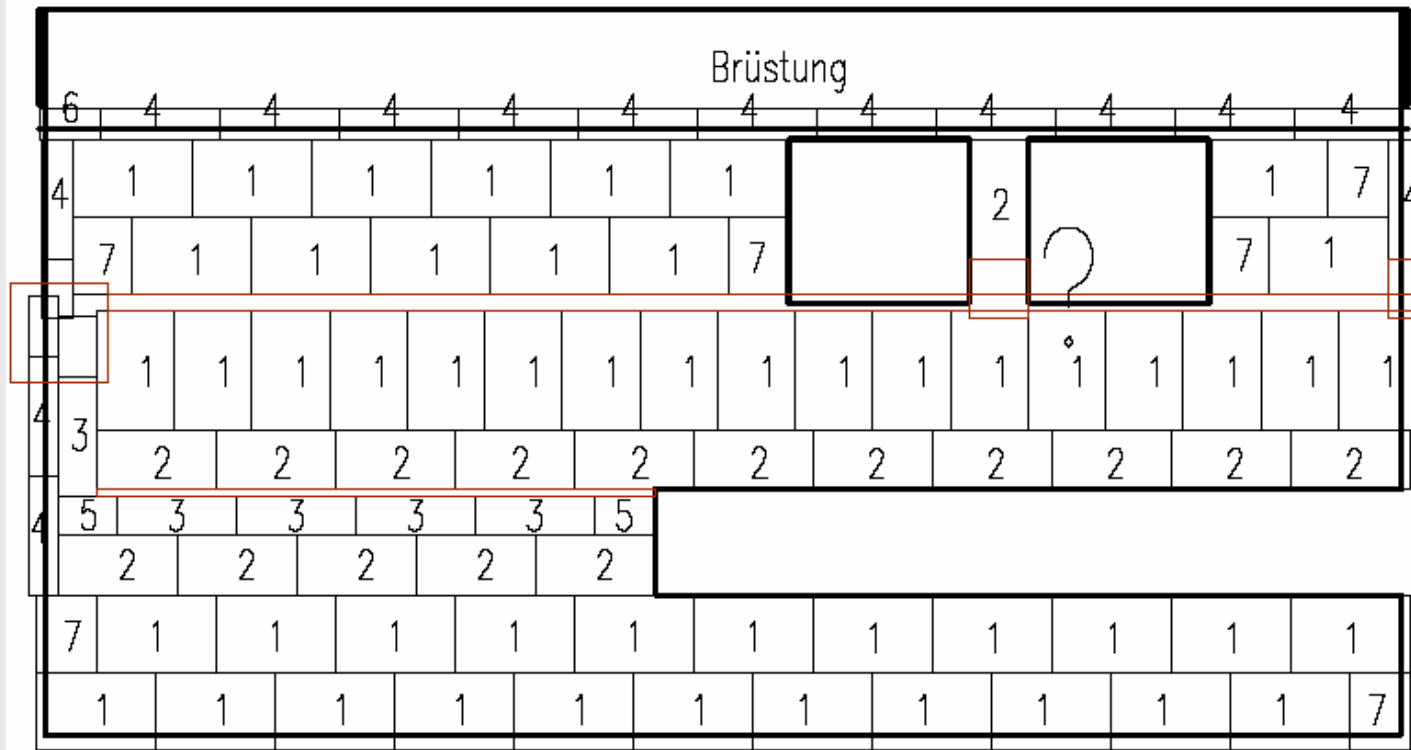 Brüstung
6 4 4 4 4 4 4 4 4 4 4 4
4 1 1 1 1 1 1 2 1 7 4
7 1 1 1 1 1 7 ? 7 1
1 1 1 1 1 1 1 1 1 1 1 1 1 1 1 1 1
4 3 2 2 2 2 2 2 2 2 2 2 2
4 5 3 3 3 3 5
2 2 2 2 2
7 1 1 1 1 1 1 1 1 1 1 1
1 1 1 1 1 1 1 1 1 1 1 7